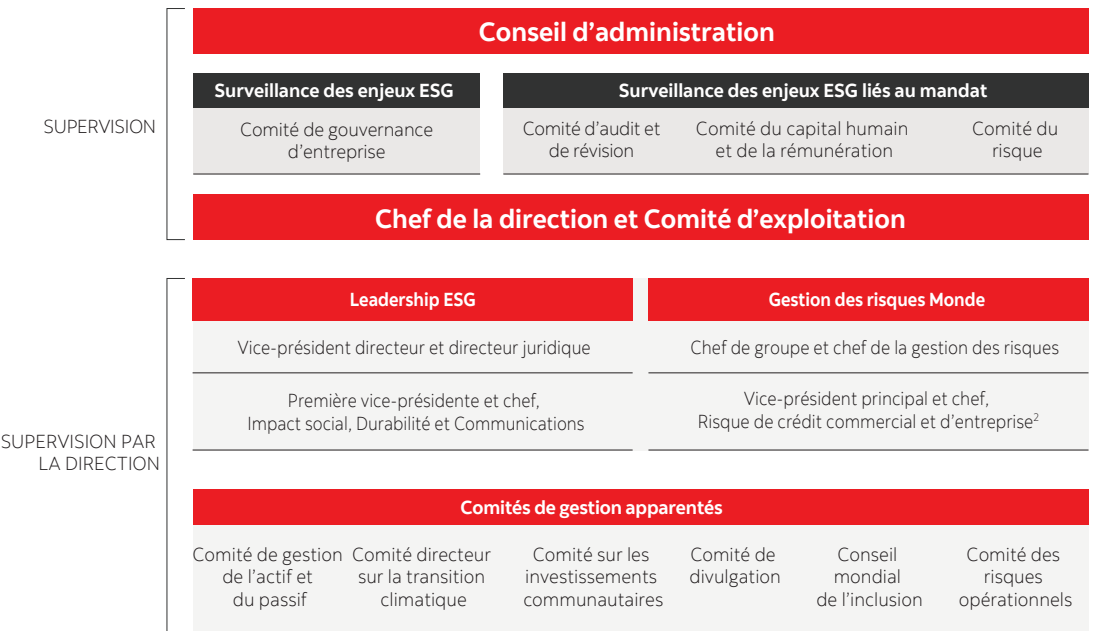 Conseil d’administration
SUPERVISION
Surveillance des enjeux ESG
Comité de gouvernance
d’entreprise
Surveillance des enjeux ESG liés au mandat
Comité d’audit et
de révision
Comité du capital humain
et de la rémunération
Comité du
risque
Chef de la direction et Comité d’exploitation
SUPERVISION PAR
LA DIRECTION
Leadership ESG
Vice-président directeur et directeur juridique
Première vice-présidente et chef,
Impact social, Durabilité et Communications
Gestion des risques Monde
Chef de groupe et chef de la gestion des risques
Vice-président principal et chef,
Risque de crédit commercial et d’entreprise²
Comités de gestion apparentés
Comité de gestion
de l’actif et
du passif
Comité directeur
sur la transition
climatique
Comité sur les
investissements
communautaires
Comité de
divulgation
Conseil
mondial
de l’inclusion
Comité des
risques
opérationnels